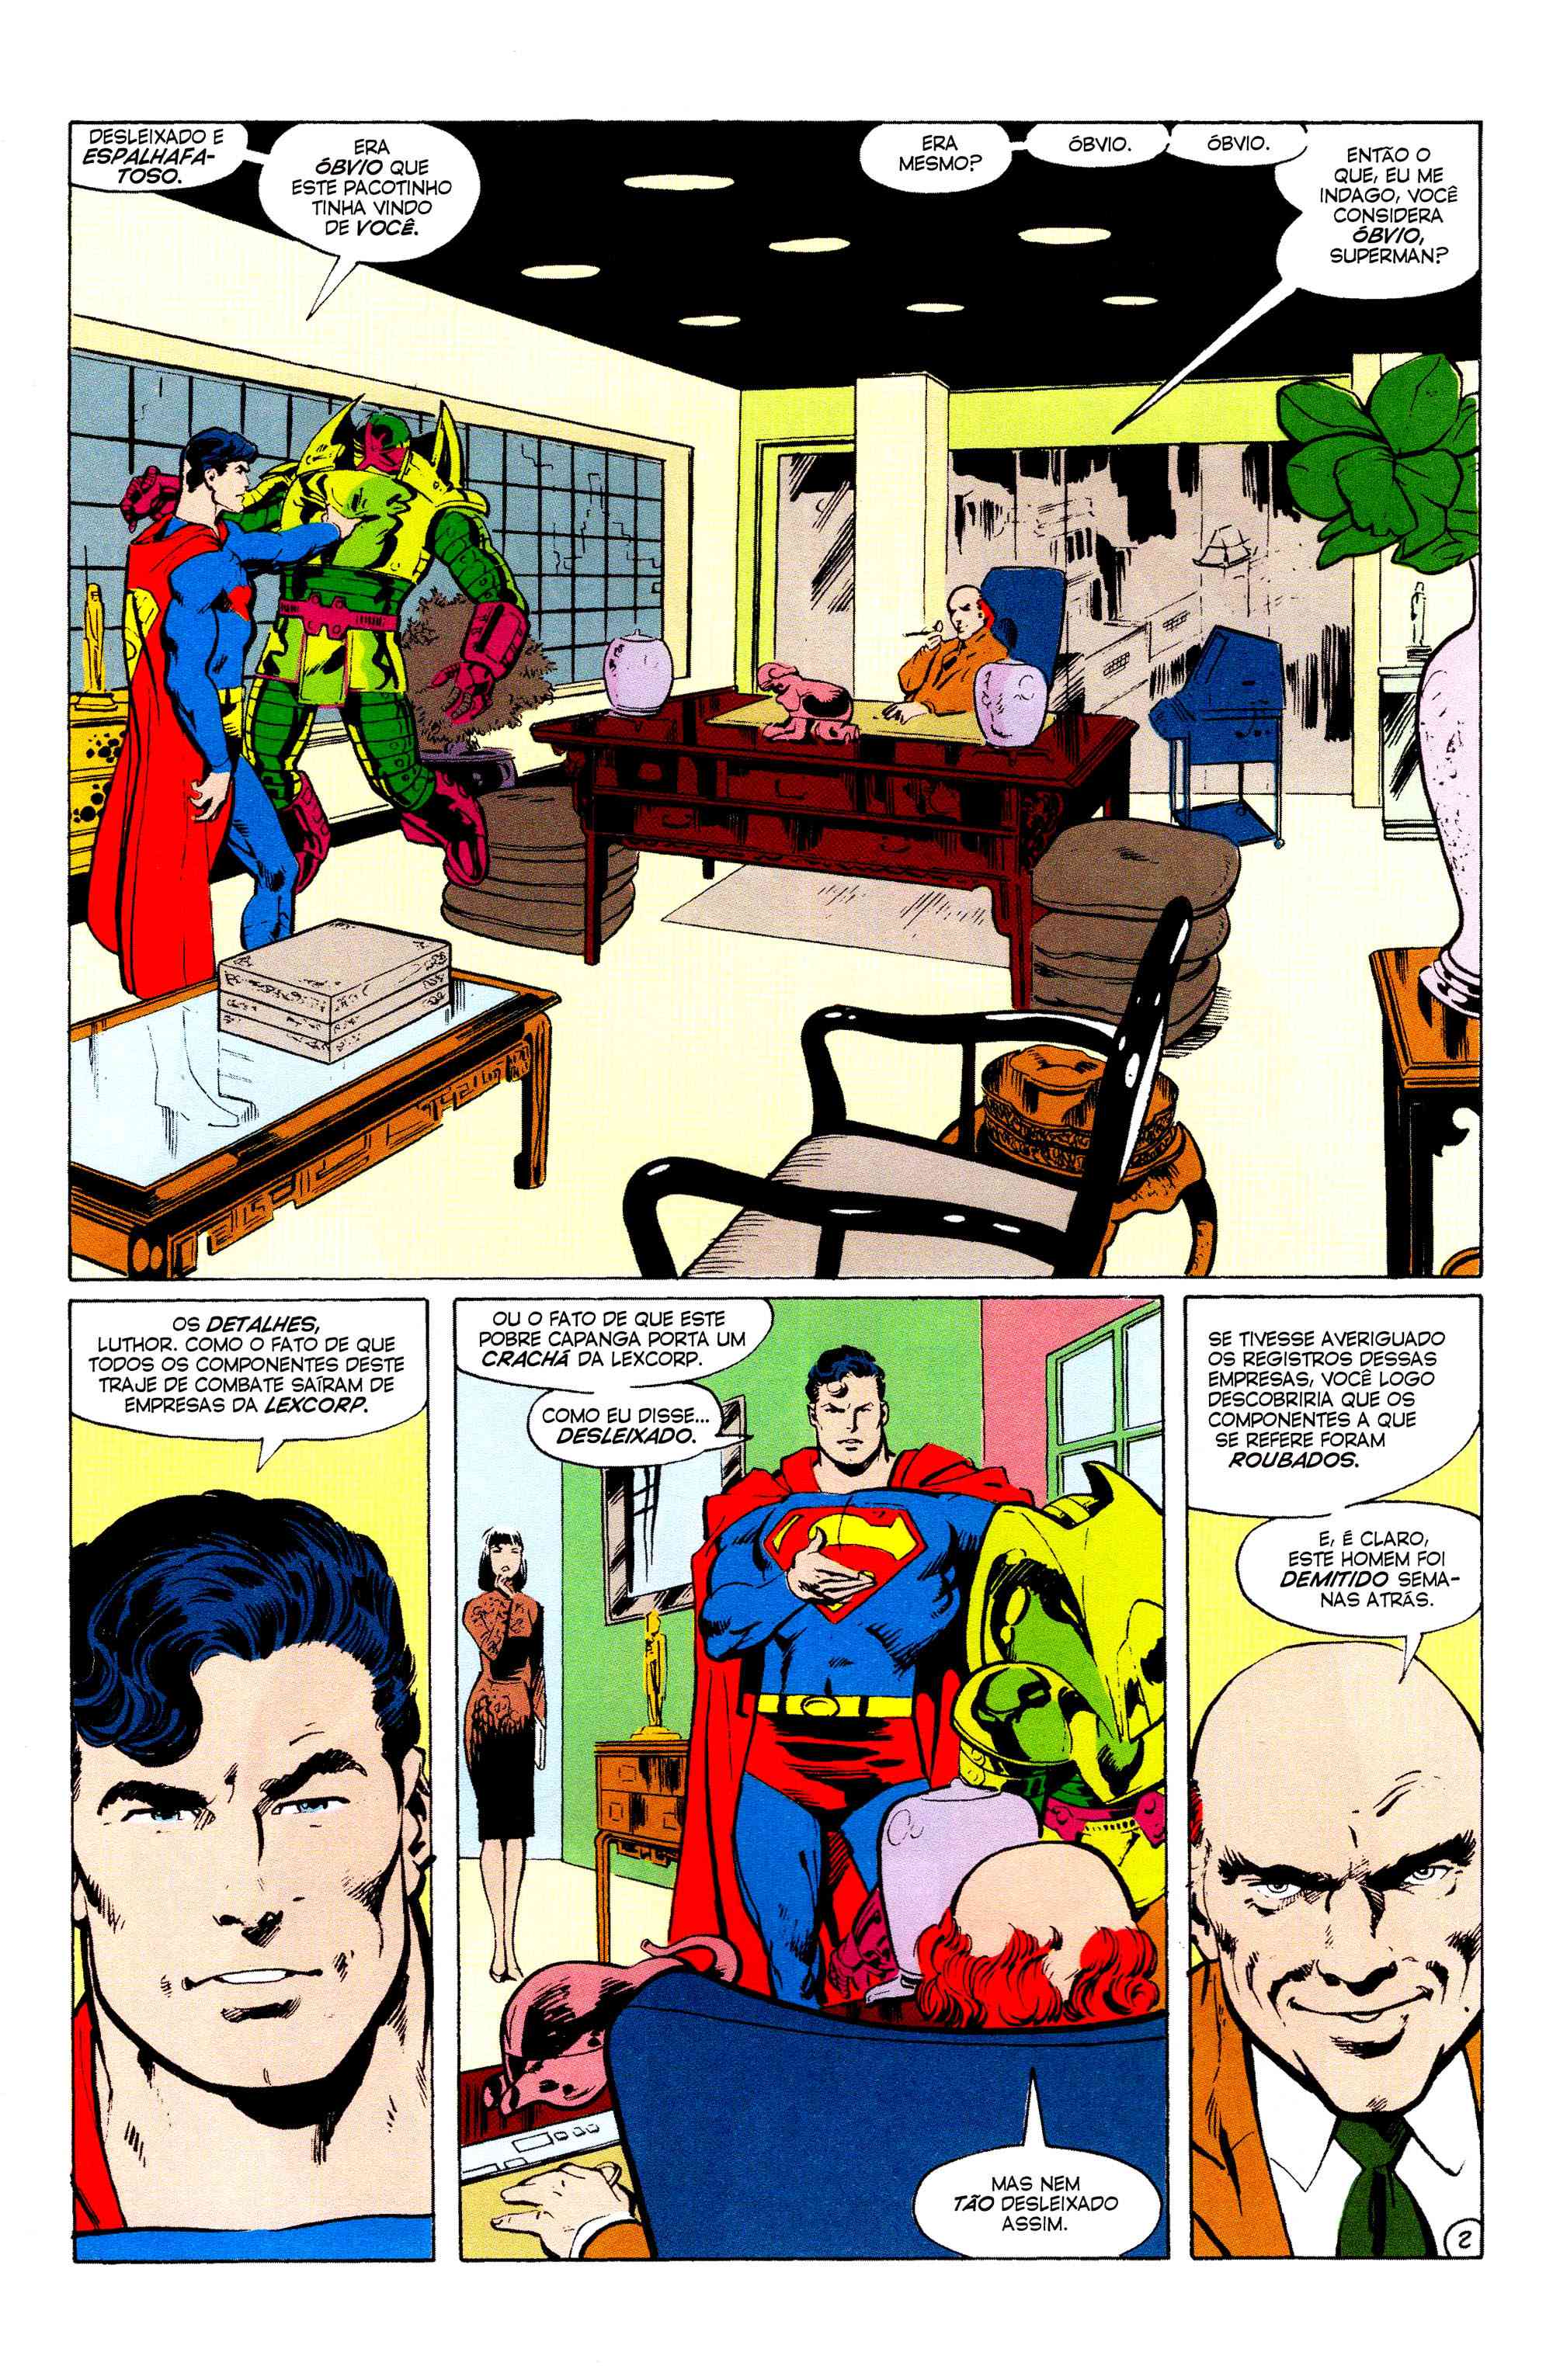 DESLEIXADO E
ESPALHAFA-
TOSO.
ERA
ÓBVIO QUE
ESTE PACOTINHO
TINHA VINDO
DE VOCÊ.
ERA
MESMO?
ÓBVIO.
ÓBVIO.
ENTÃO O
QUE, EU ME
INDAGO, VOCÊ
CONSIDERA
ÓBVIO,
SUPERMAN?
OS DETALHES,
LUTHOR. COMO O FATO DE QUE
TODOS OS COMPONENTES DESTE
TRAJE DE COMBATE SAÍRAM DE
EMPRESAS DA LEXCORP.
OU O FATO DE QUE ESTE
POBRE CAPANGA PORTA UM
CRACHÁ DA LEXCORP.
COMO EU DISSE...
DESLEIXADO.
MAS NEM
TÃO DESLEIXADO
ASSIM.
SE TIVESSE AVERIGUADO
OS REGISTROS DESSAS
EMPRESAS, VOCÊ LOGO
DESCOBRIRIA QUE OS
COMPONENTES A QUE
SE REFERE FORAM
ROUBADOS.
E, É CLARO,
ESTE HOMEM FOI
DEMITIDO SEMA-
NAS ATRÁS.
2